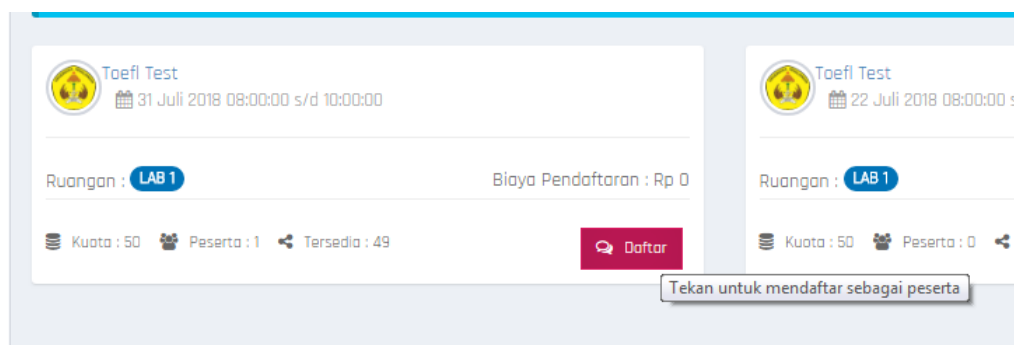 Toefl Test
31 Juli 2018 08:00:00 s/d 10:00:00
Ruangan : LAB 1
Biaya Pendaftaran : Rp 0
Kuota : 50 Peserta : 1 Tersedia : 49
Daftar
Tekan untuk mendaftar sebagai peserta
Toefl Test
22 Juli 2018 08:00:00 s
Ruangan : LAB 1
Kuota : 50 Peserta : 0